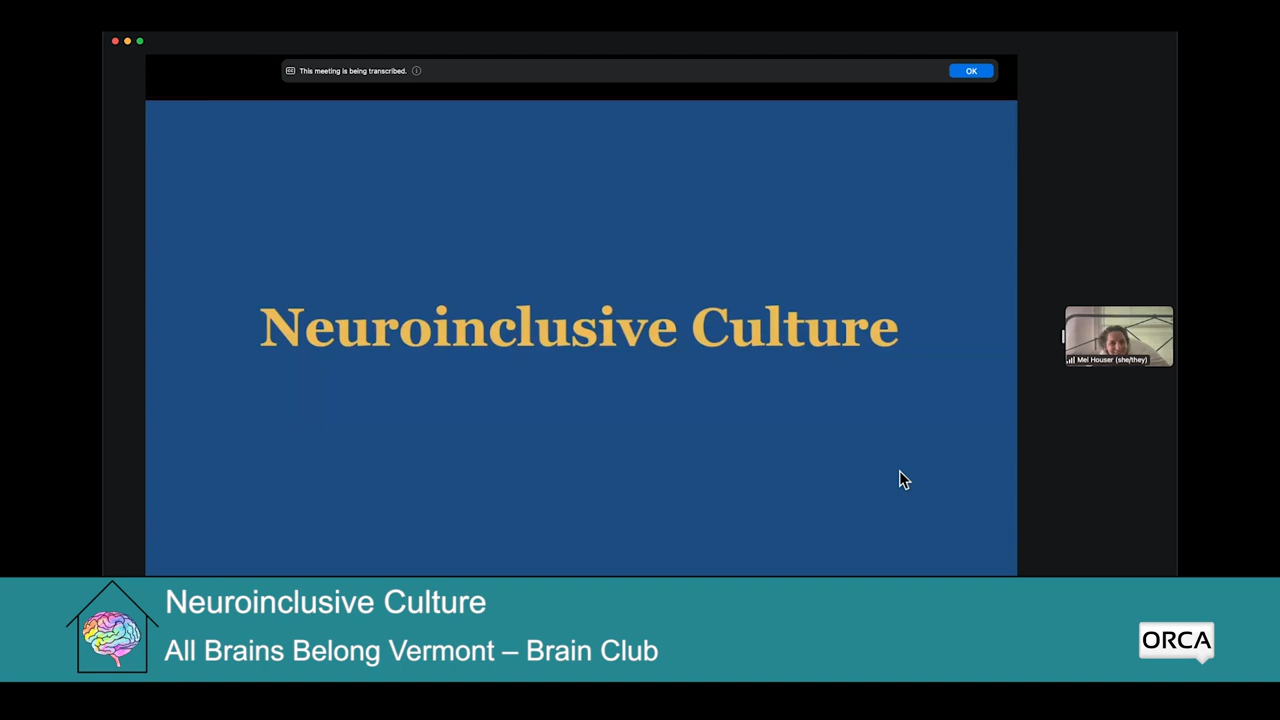 This meeting is being transcribed.
OK
Neuroinclusive Culture
Mel Houser (she/they)
Neuroinclusive Culture
All Brains Belong Vermont – Brain Club
ORCA